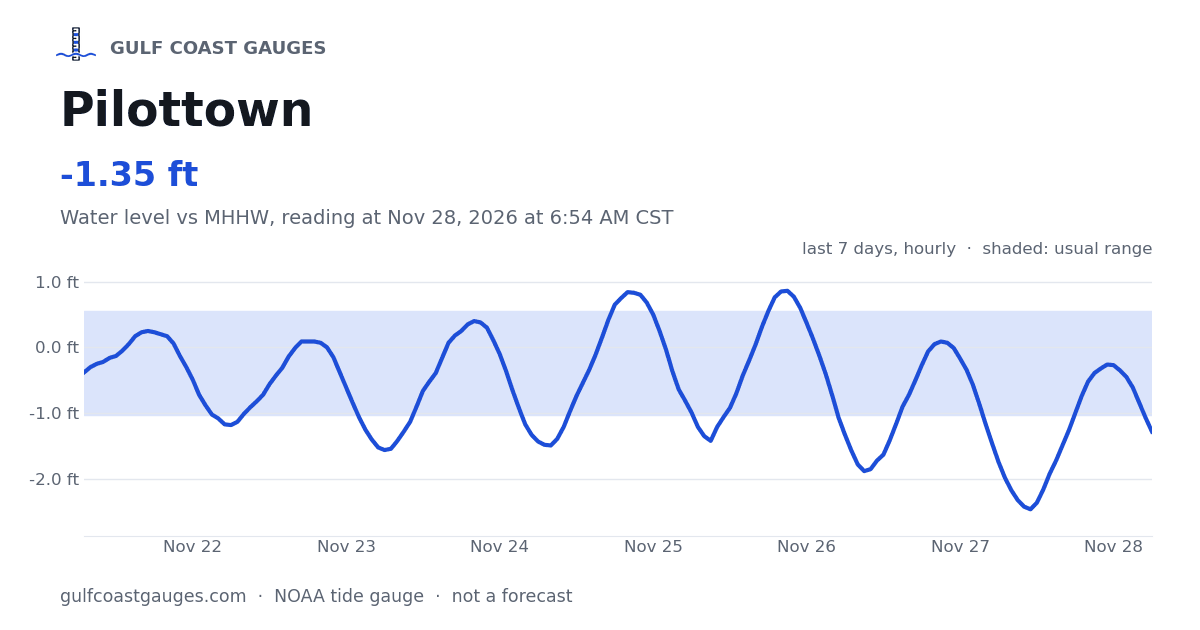 GULF COAST GAUGES
Pilottown
-1.35 ft
Water level vs MHHW, reading at Nov 28, 2026 at 6:54 AM CST
last 7 days, hourly · shaded: usual range
1.0 ft
0.0 ft
-1.0 ft
-2.0 ft
Nov 22 Nov 23 Nov 24 Nov 25 Nov 26 Nov 27 Nov 28
gulfcoastgauges.com · NOAA tide gauge · not a forecast